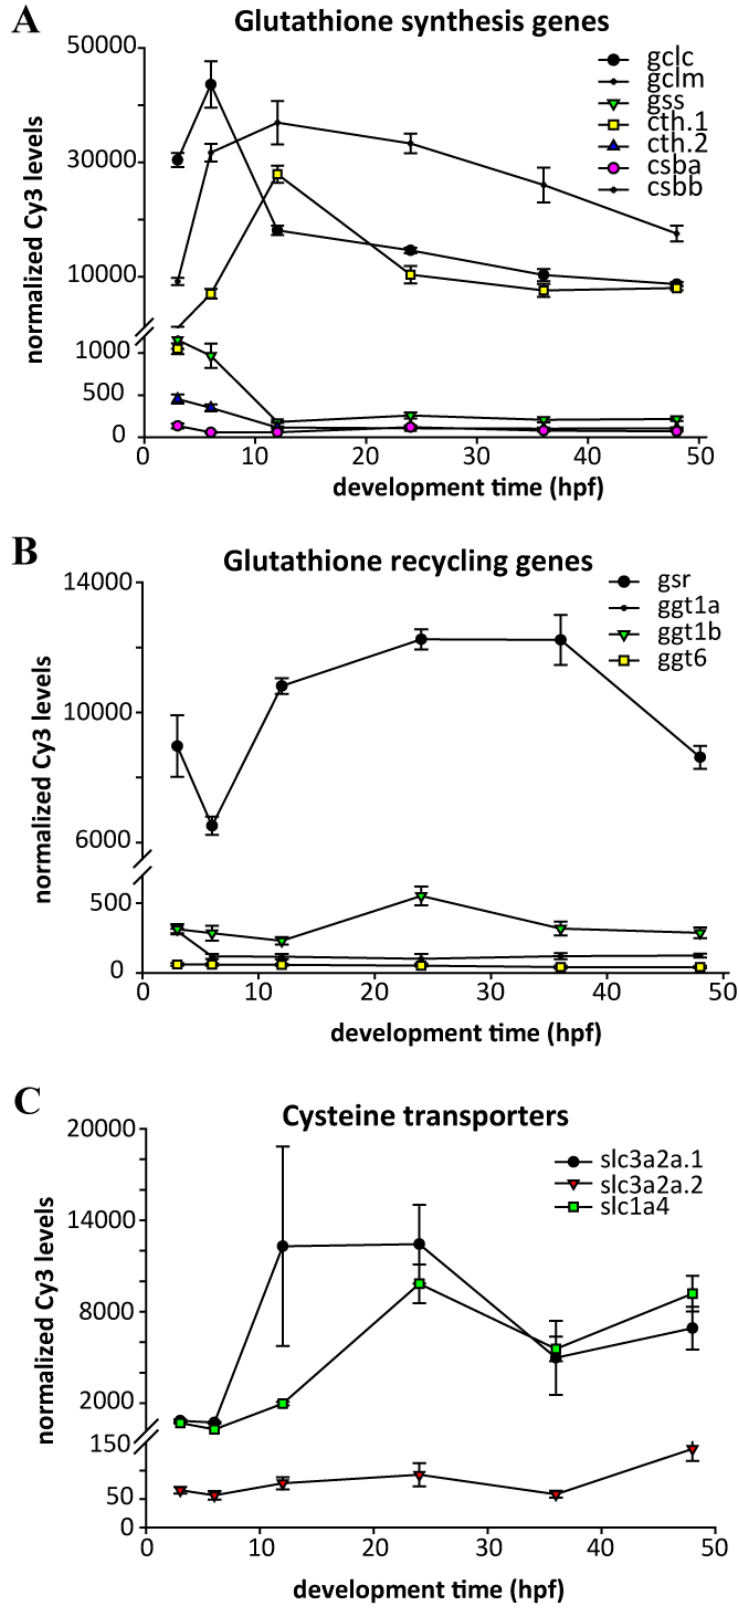 A
Glutathione synthesis genes
50000
30000
10000
1000
500
0
normalized Cy3 levels
gclc
gclm
gss
cth.1
cth.2
csba
csbb
0 10 20 30 40 50
development time (hpf)
B
Glutathione recycling genes
14000
10000
6000
500
0
normalized Cy3 levels
gsr
ggt1a
ggt1b
ggt6
0 10 20 30 40 50
development time (hpf)
C
Cysteine transporters
20000
14000
8000
2000
150
50
0
normalized Cy3 levels
slc3a2a.1
slc3a2a.2
slc1a4
0 10 20 30 40 50
development time (hpf)